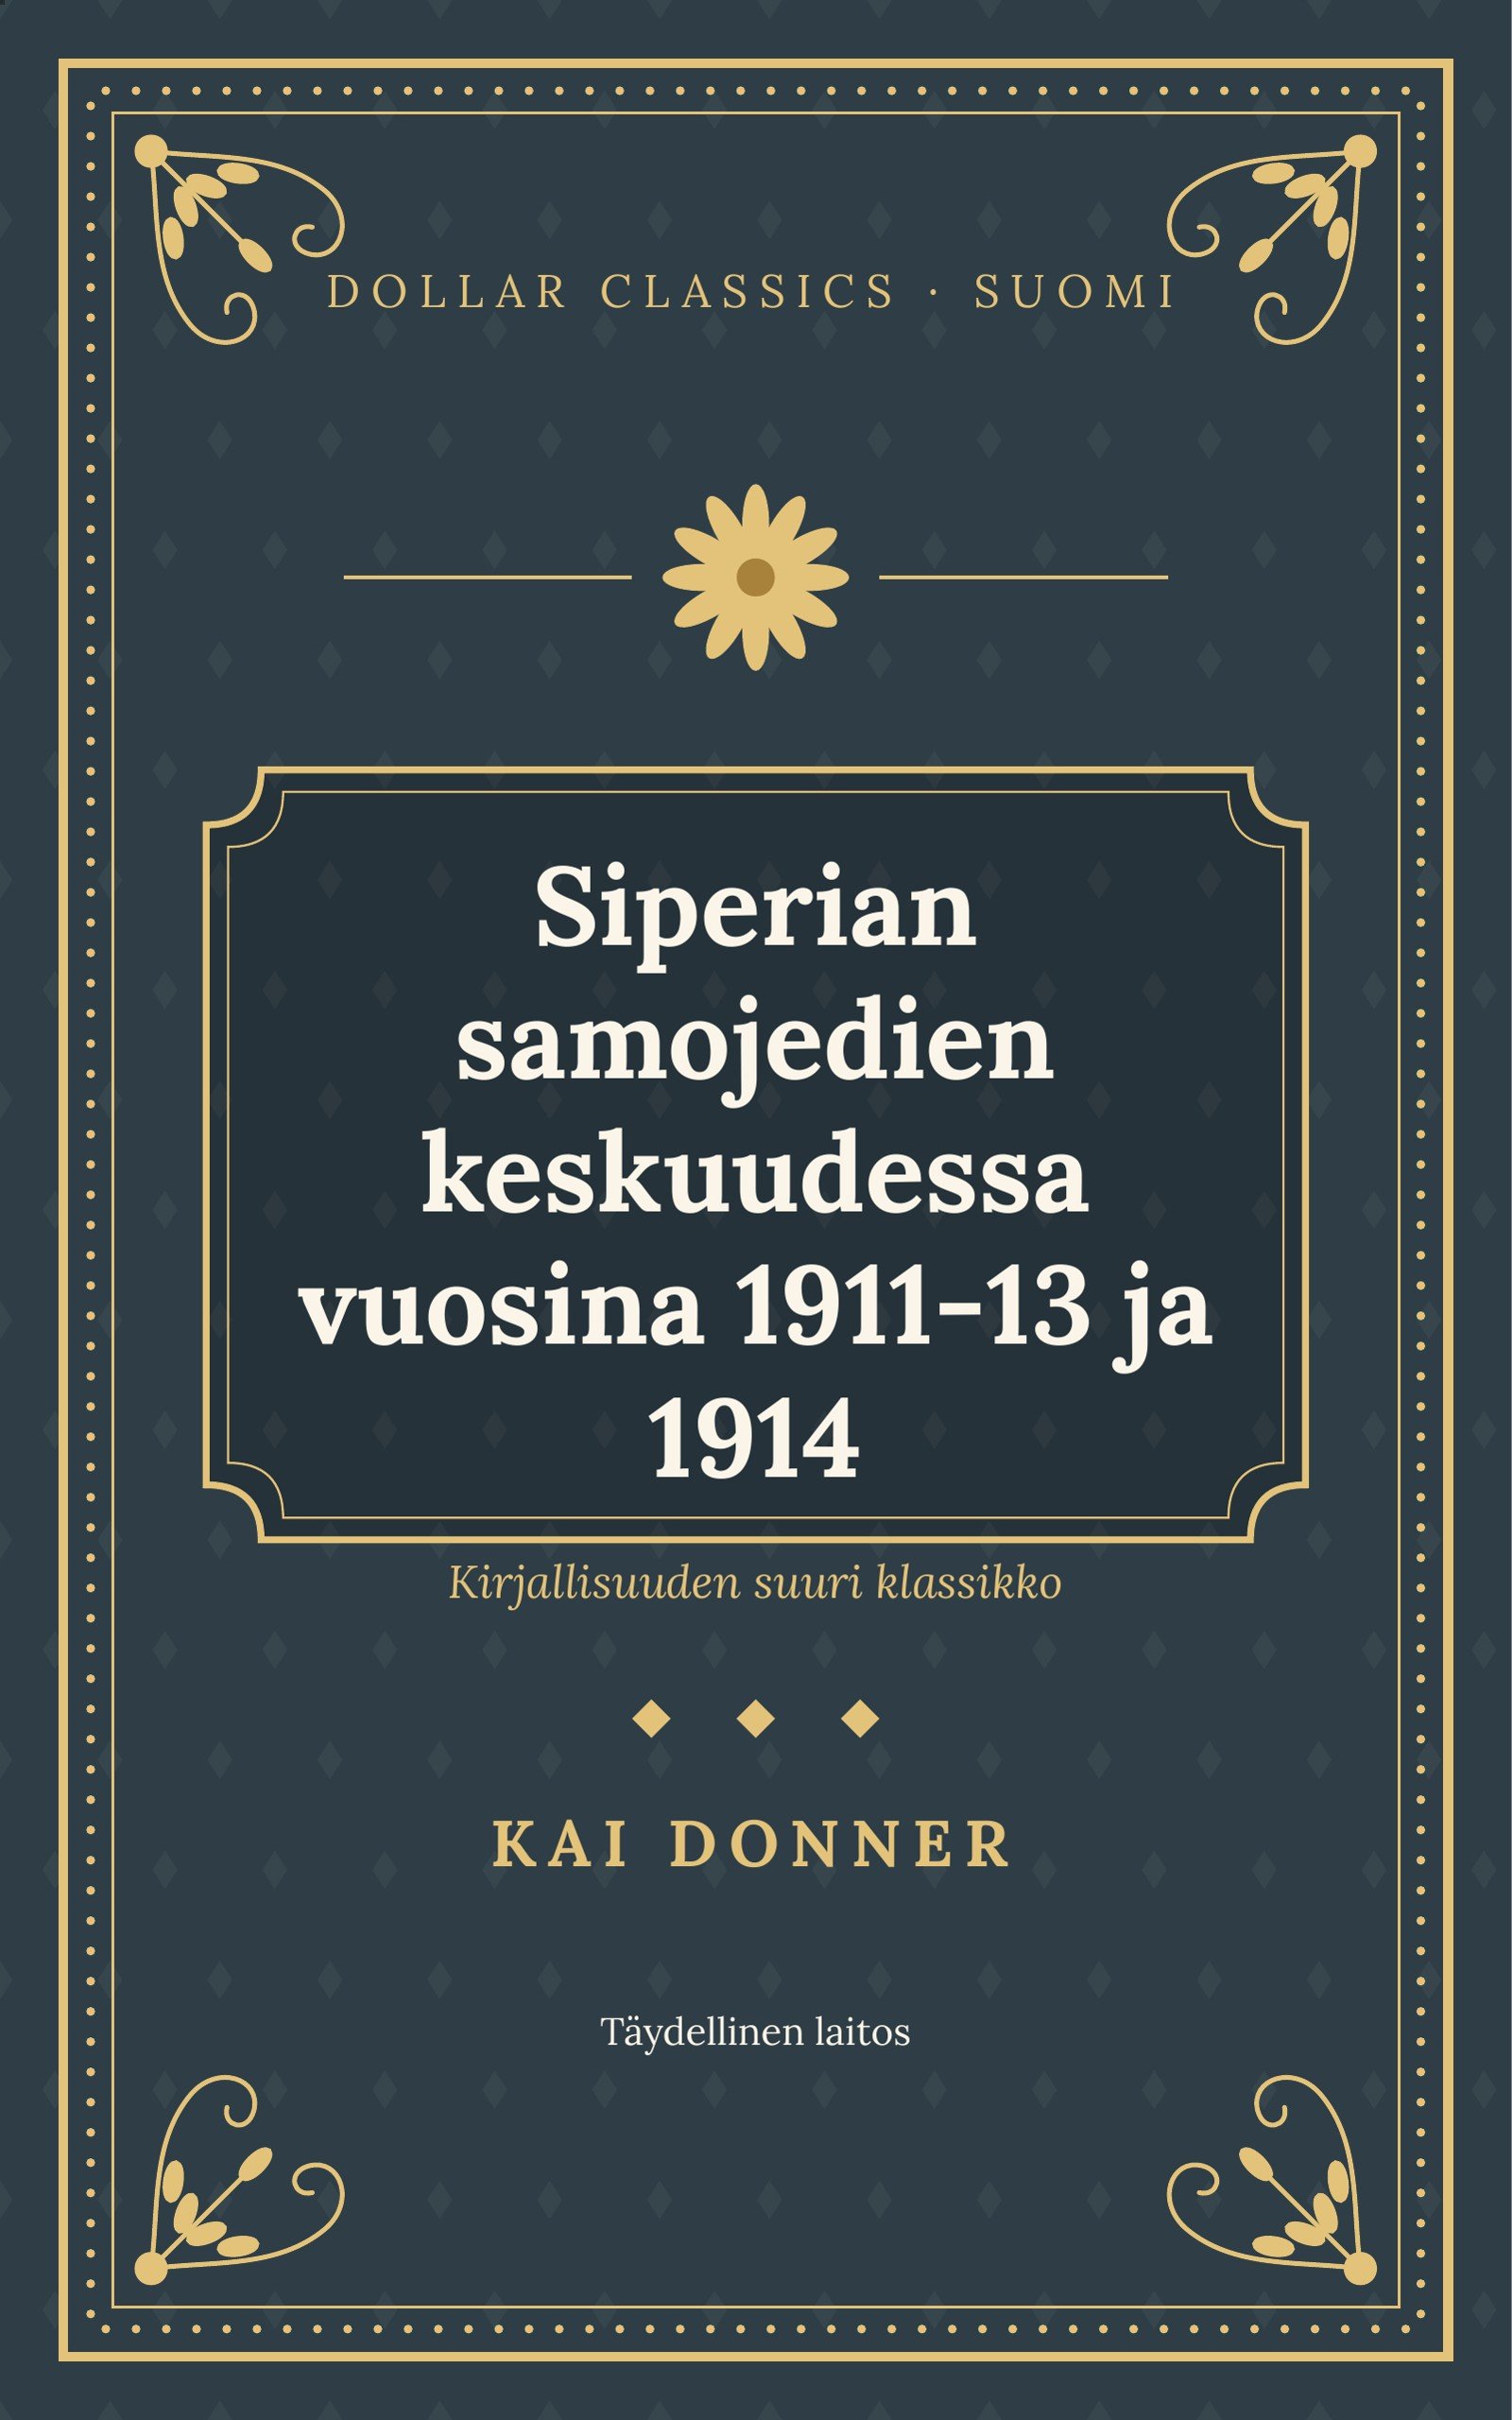 DOLLAR CLASSICS · SUOMI
Siperian
samojedien
keskuudessa
vuosina 1911–13 ja
1914
Kirjallisuuden suuri klassikko
KAI DONNER
Täydellinen laitos